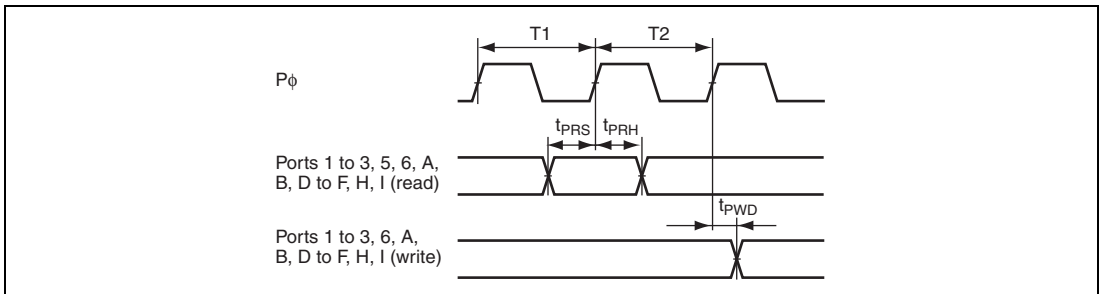 T1
T2
Pϕ
tPRS
tPRH
Ports 1 to 3, 5, 6, A,
B, D to F, H, I (read)
tPWD
Ports 1 to 3, 6, A,
B, D to F, H, I (write)